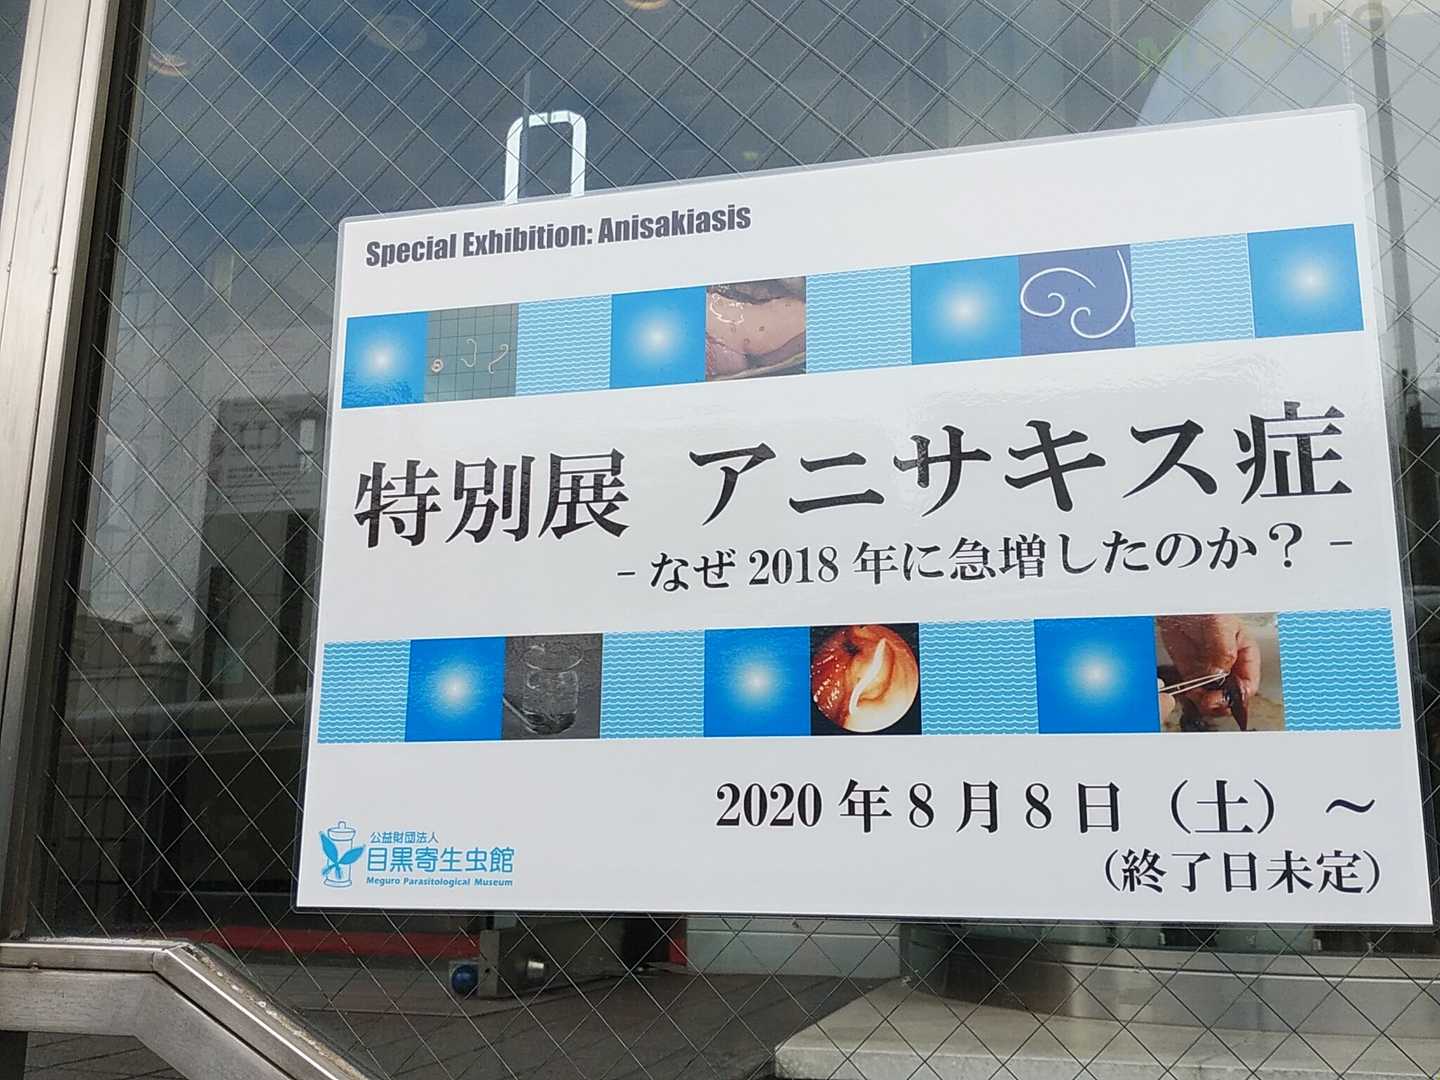 Special Exhibition: Anisakiasis
特別展 アニサキス症
- なぜ 2018 年に急増したのか？ -
2020 年 8 月 8 日（土）～
（終了日未定）
公益財団法人
目黒寄生虫館
Meguro Parasitological Museum